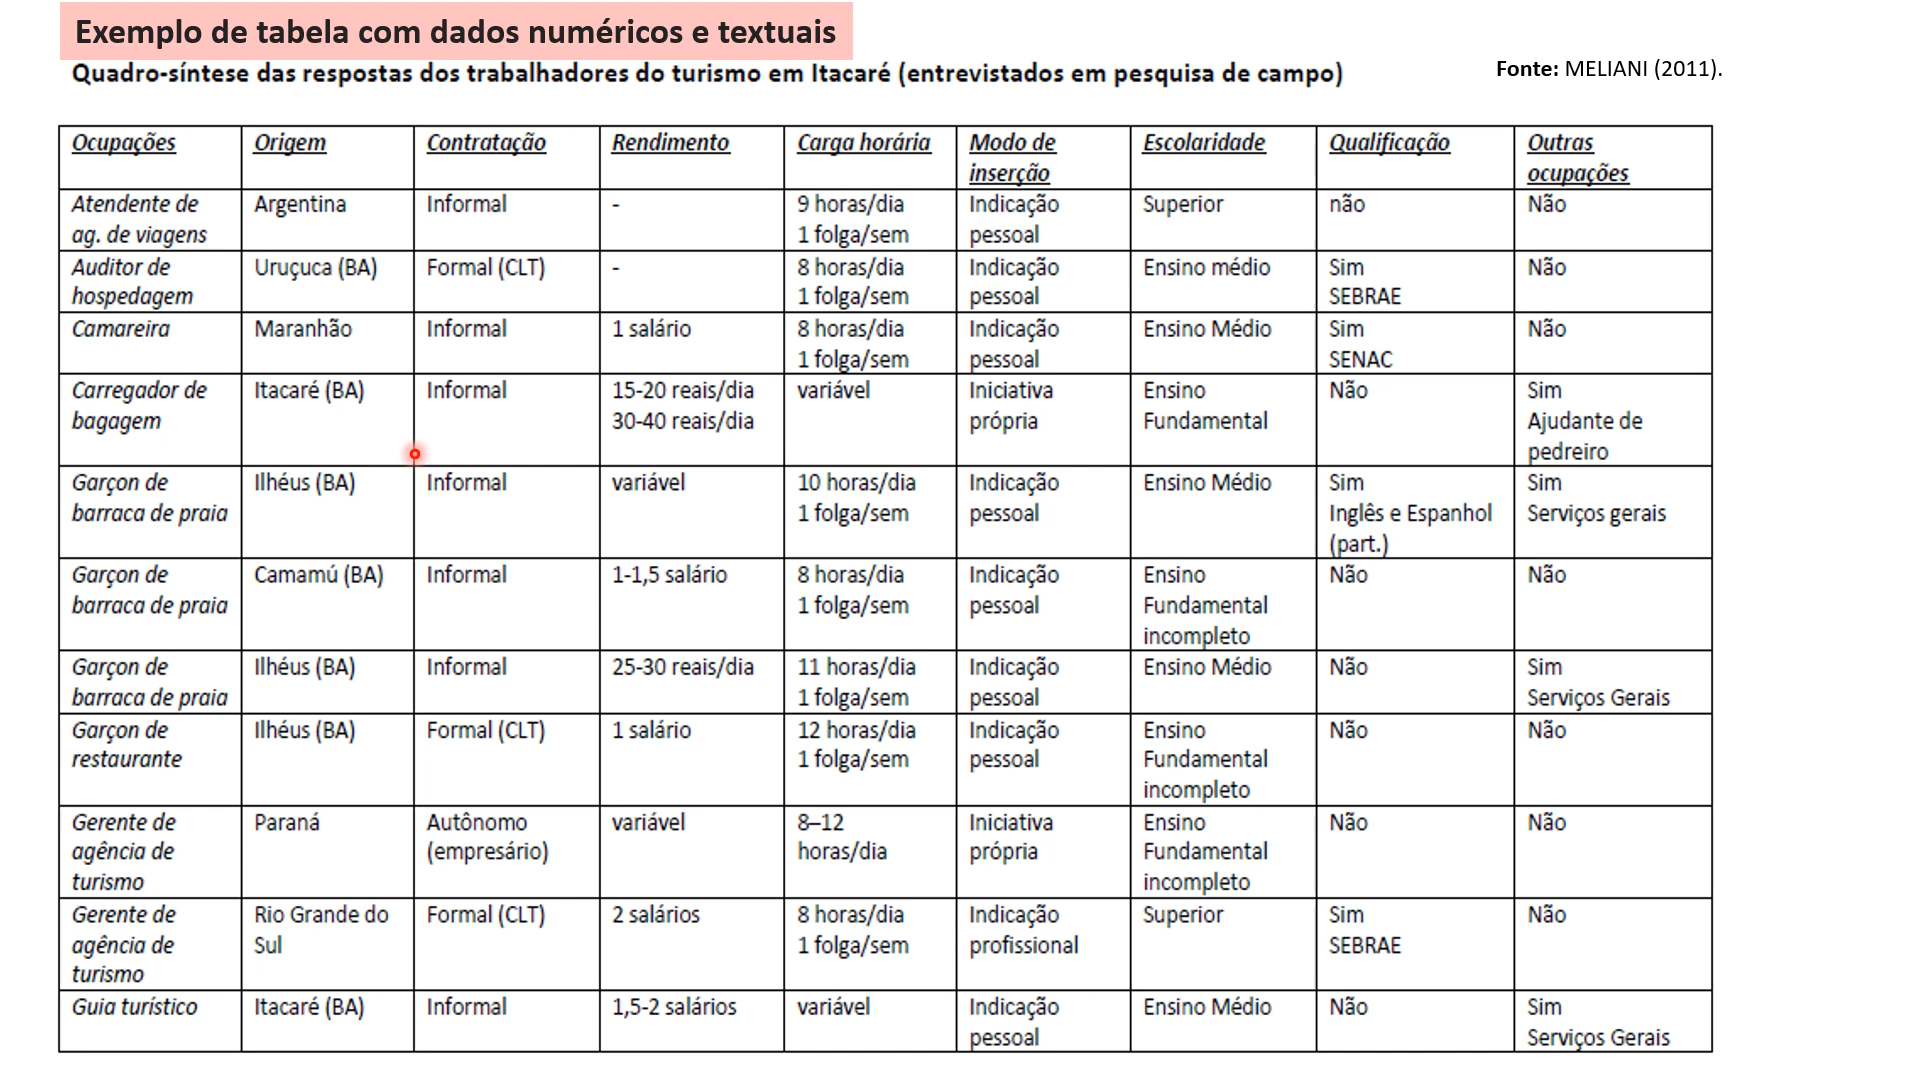 Exemplo de tabela com dados numéricos e textuais
Quadro-síntese das respostas dos trabalhadores do turismo em Itacaré (entrevistados em pesquisa de campo)
Fonte: MELIANI (2011).
Ocupações Origem Contratação Rendimento Carga horária Modo de Escolaridade Qualificação Outras
inserção ocupações
Atendente de Argentina Informal - 9 horas/dia Indicação Superior não Não
ag. de viagens 1 folga/sem pessoal
Auditor de Uruçuca (BA) Formal (CLT) - 8 horas/dia Indicação Ensino médio Sim Não
hospedagem 1 folga/sem pessoal SEBRAE
Camareira Maranhão Informal 1 salário 8 horas/dia Indicação Ensino Médio Sim Não
1 folga/sem pessoal SENAC
Carregador de Itacaré (BA) Informal 15-20 reais/dia variável Iniciativa Ensino Não Sim
bagagem 30-40 reais/dia própria Fundamental Ajudante de
pedreiro
Garçon de Ilhéus (BA) Informal variável 10 horas/dia Indicação Ensino Médio Sim Sim
barraca de praia 1 folga/sem pessoal Inglês e Espanhol Serviços gerais
(part.)
Garçon de Camamú (BA) Informal 1-1,5 salário 8 horas/dia Indicação Ensino Não Não
barraca de praia 1 folga/sem pessoal Fundamental
incompleto
Garçon de Ilhéus (BA) Informal 25-30 reais/dia 11 horas/dia Indicação Ensino Médio Não Sim
barraca de praia 1 folga/sem pessoal Serviços Gerais
Garçon de Ilhéus (BA) Formal (CLT) 1 salário 12 horas/dia Indicação Ensino Não Não
restaurante 1 folga/sem pessoal Fundamental
incompleto
Gerente de Paraná Autônomo variável 8–12 Iniciativa Ensino Não Não
agência de (empresário) horas/dia própria Fundamental
turismo incompleto
Gerente de Rio Grande do Formal (CLT) 2 salários 8 horas/dia Indicação Superior Sim Não
agência de Sul 1 folga/sem profissional SEBRAE
turismo
Guia turístico Itacaré (BA) Informal 1,5-2 salários variável Indicação Ensino Médio Não Sim
pessoal Serviços Gerais